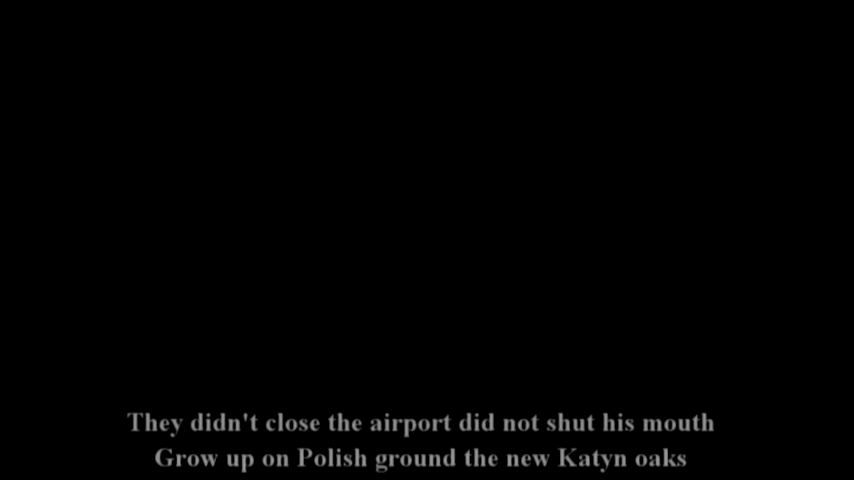 They didn't close the airport did not shut his mouth
Grow up on Polish ground the new Katyn oaks